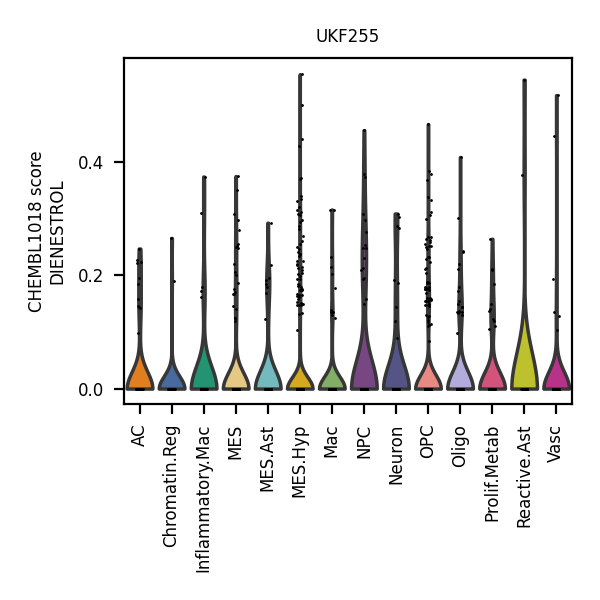 UKF255
CHEMBL1018 score
DIENESTROL
0.4
0.2
0.0
AC
Chromatin.Reg
Inflammatory.Mac
MES
MES.Ast
MES.Hyp
Mac
NPC
Neuron
OPC
Oligo
Prolif.Metab
Reactive.Ast
Vasc